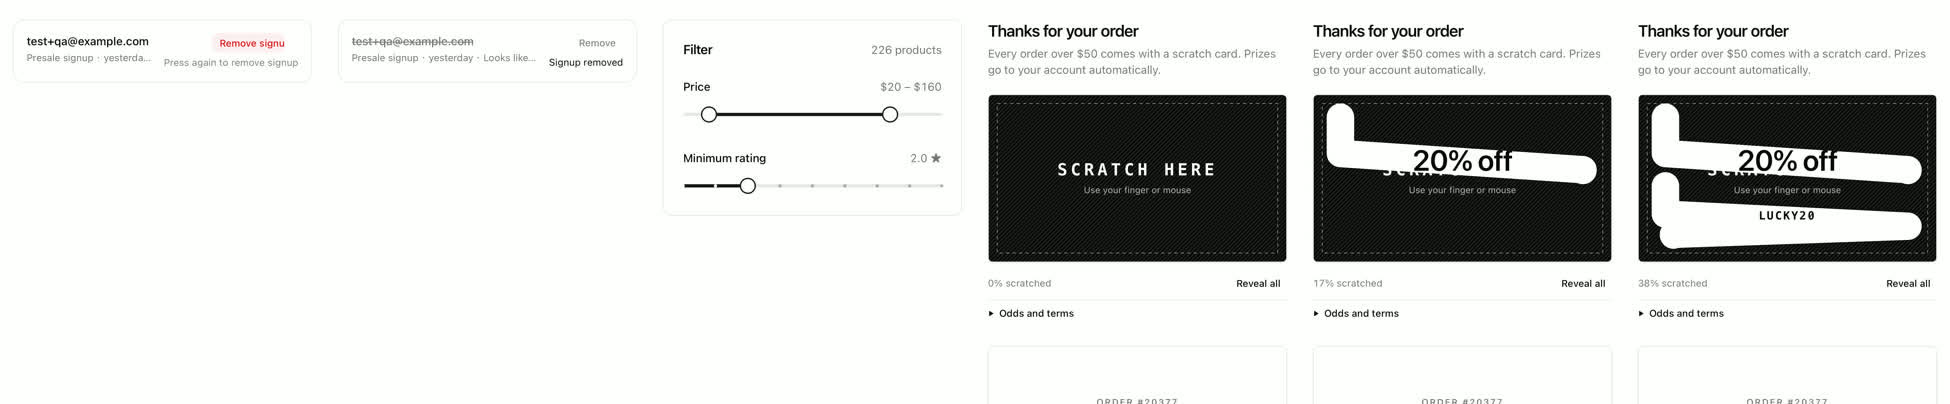 test+qa@example.com
Remove signu
Presale signup · yesterda...
Press again to remove signup
test+qa@example.com
Remove
Presale signup · yesterday · Looks like...
Signup removed
Filter
226 products
Price
$20 – $160
Minimum rating
2.0 ★
Thanks for your order
Every order over $50 comes with a scratch card. Prizes
go to your account automatically.
SCRATCH HERE
Use your finger or mouse
0% scratched
Reveal all
Odds and terms
ORDER #20377
Thanks for your order
Every order over $50 comes with a scratch card. Prizes
go to your account automatically.
20% off
Use your finger or mouse
17% scratched
Reveal all
Odds and terms
ORDER #20377
Thanks for your order
Every order over $50 comes with a scratch card. Prizes
go to your account automatically.
20% off
Use your finger or mouse
LUCKY20
38% scratched
Reveal all
Odds and terms
ORDER #20377